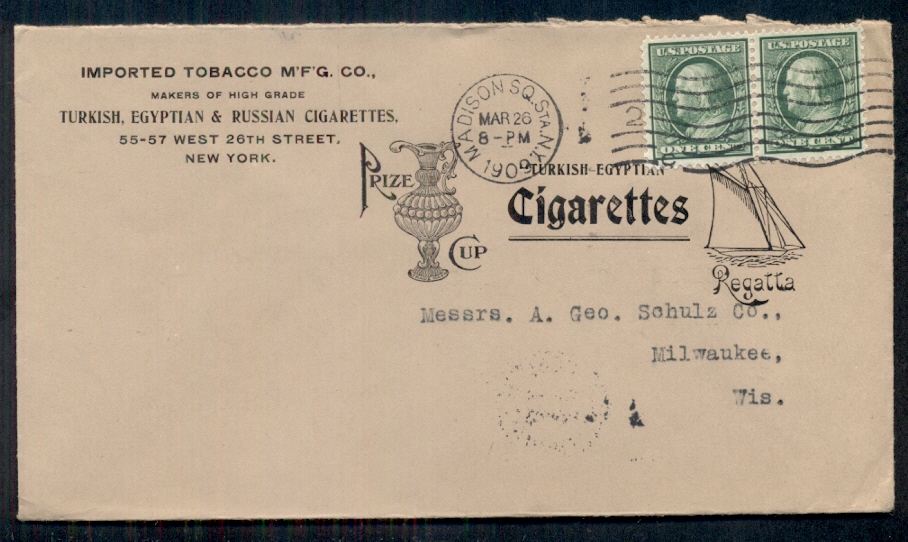 IMPORTED TOBACCO M'F'G. CO.,
MAKERS OF HIGH GRADE
TURKISH, EGYPTIAN & RUSSIAN CIGARETTES.
55-57 WEST 26TH STREET,
NEW YORK.
MADISON SQ. STA. N.Y.
MAR 26
8-PM
1909
U.S. POSTAGE
ONE CENT
U.S. POSTAGE
ONE CENT
PRIZE
CUP
TURKISH EGYPTIAN
Cigarettes
Regatta
Messrs. A. Geo. Schulz Co.,
Milwaukee,
Wis.